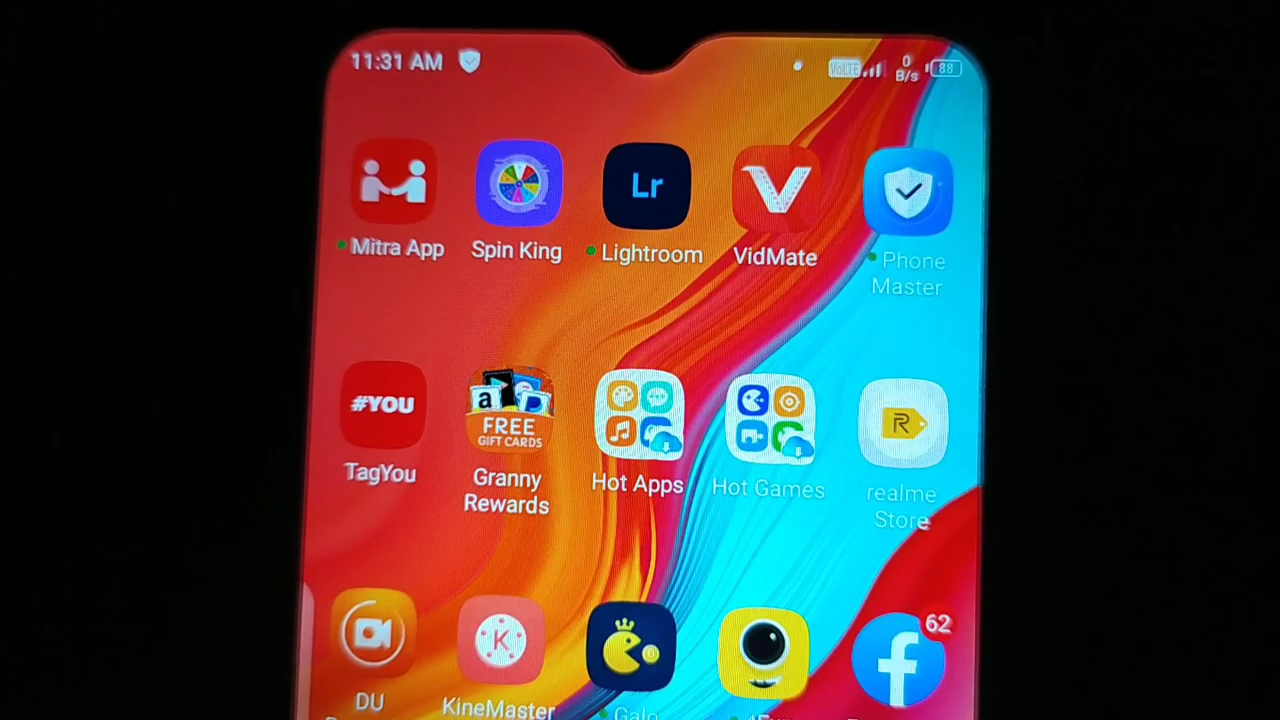 11:31 AM
VoLTE
0
B/s
88
Lr
Mitra App
Spin King
Lightroom
VidMate
Phone
Master
#YOU
a
FREE
GIFT CARDS
R
TagYou
Granny
Rewards
Hot Apps
Hot Games
realme
Store
K
62
f
DU
KineMaster